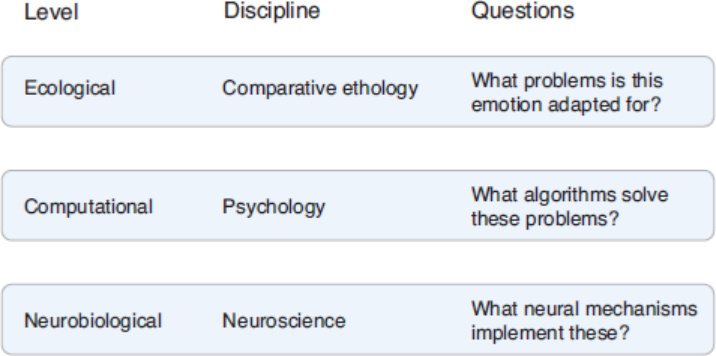 Level Discipline Questions
Ecological Comparative ethology What problems is this
emotion adapted for?
Computational Psychology What algorithms solve
these problems?
Neurobiological Neuroscience What neural mechanisms
implement these?